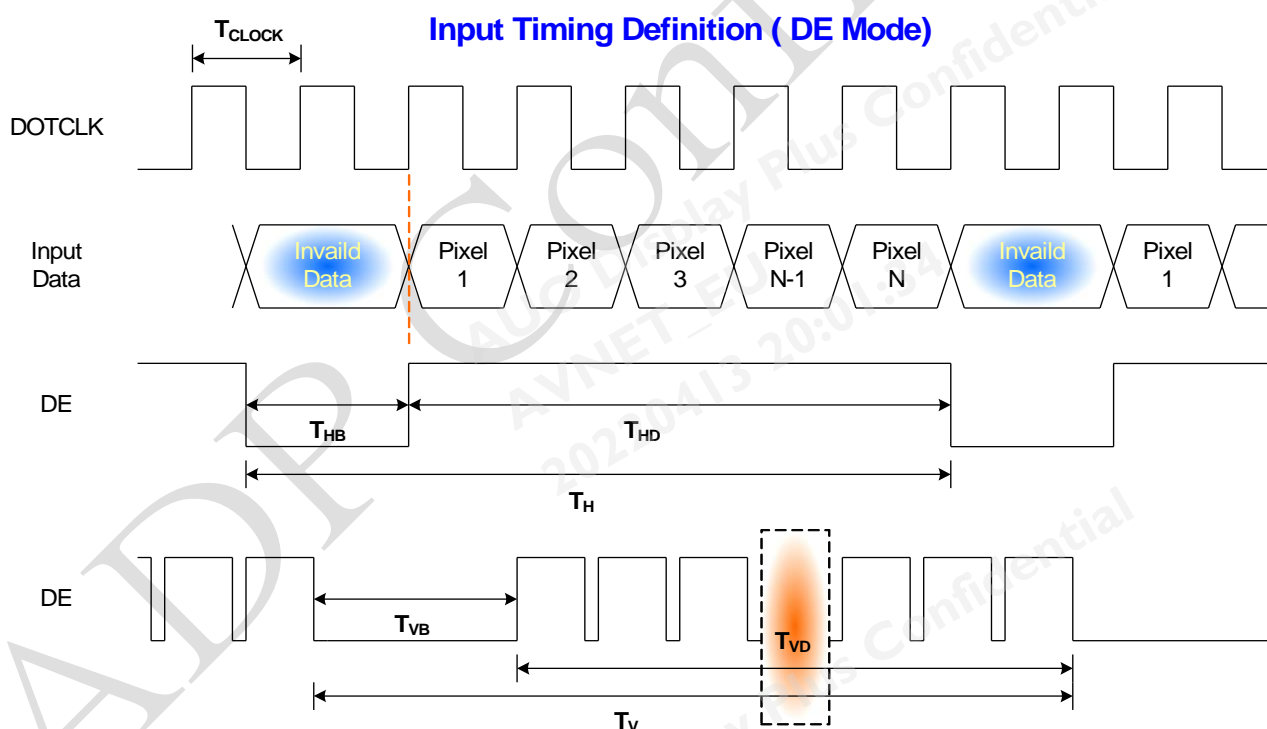 Input Timing Definition ( DE Mode)
TCLOCK
DOTCLK
Input
Data
Invaild
Data
Pixel
1
Pixel
2
Pixel
3
Pixel
N-1
Pixel
N
Invaild
Data
Pixel
1
DE
THB
THD
TH
DE
TVB
TVD
TV
AUO Display Plus Confidential
AVNET_EU
20220413 20:01:34
Display Plus Confidential
ADP Conf